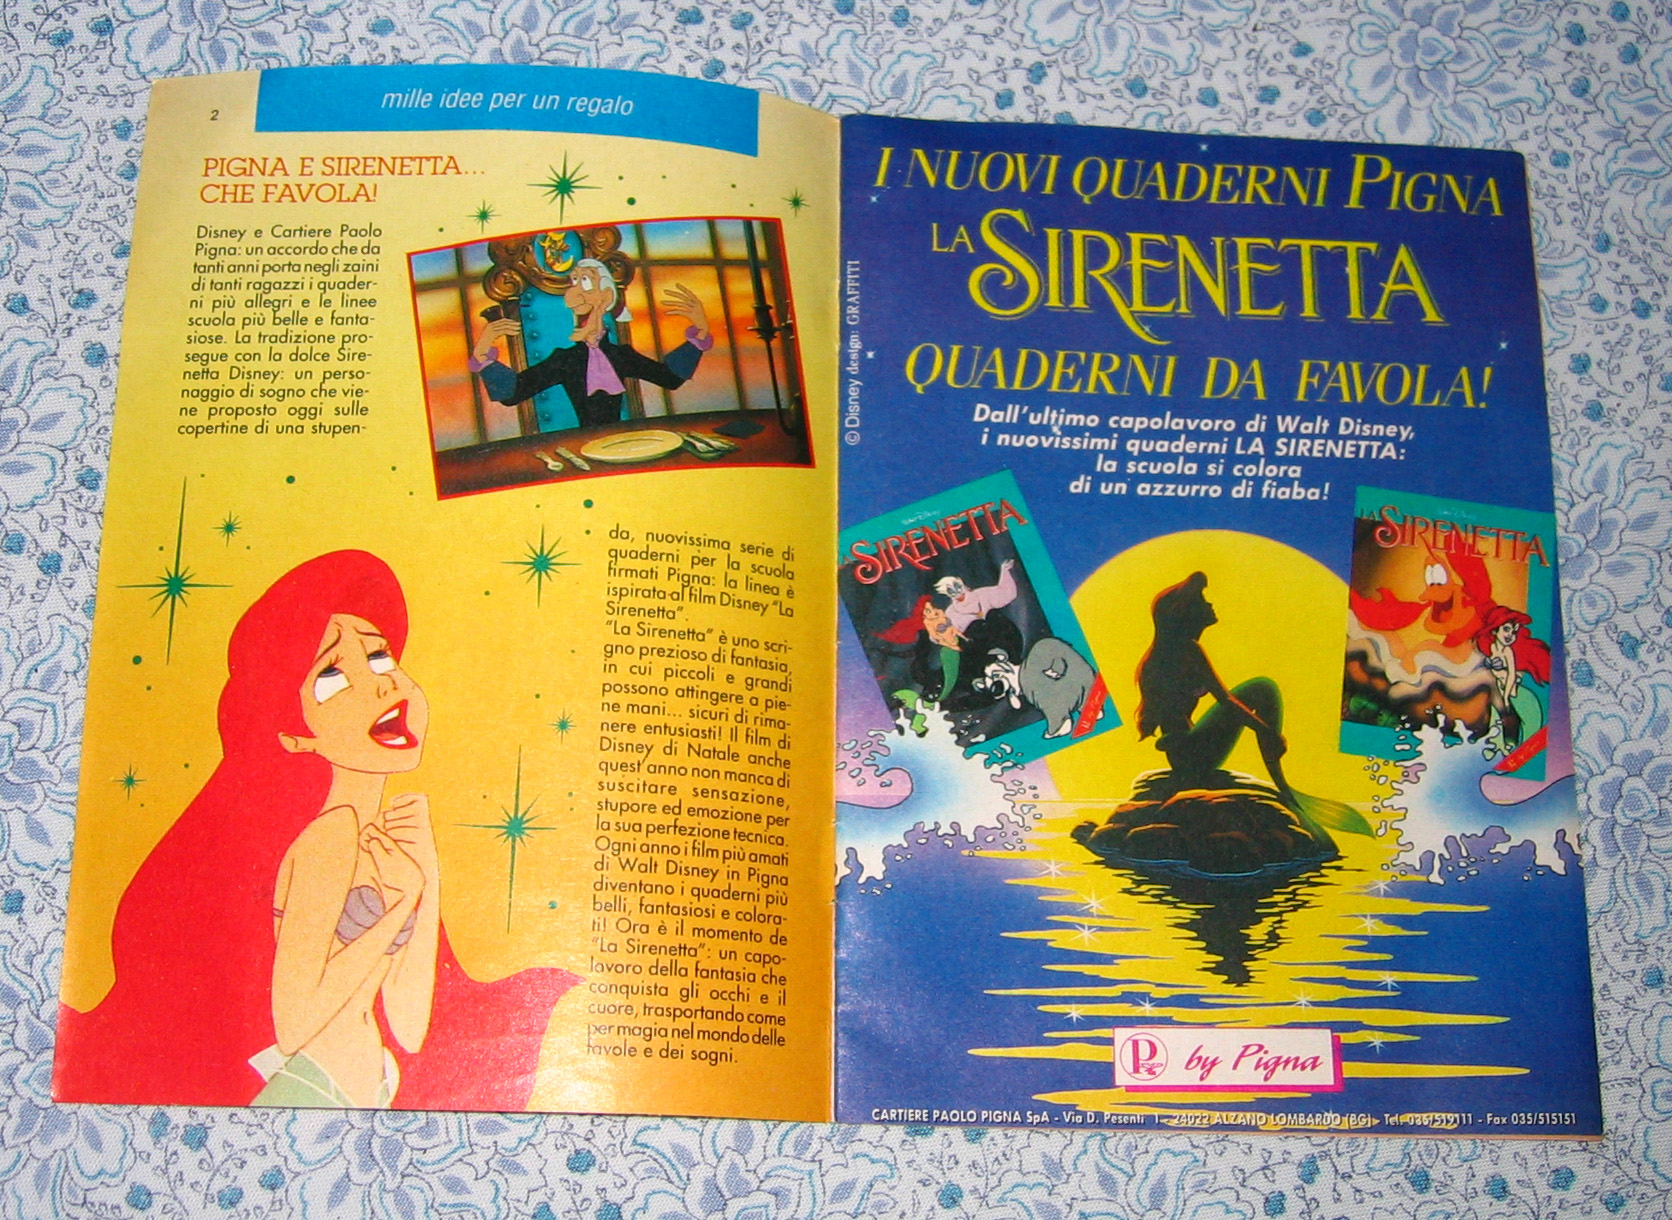 2
mille idee per un regalo
PIGNA E SIRENETTA...
CHE FAVOLA!
Disney e Cartiere Paolo
Pigna: un accordo che da
tanti anni porta negli zaini
di tanti ragazzi i quader-
ni più allegri e le linee
scuola più belle e fanta-
siose. La tradizione pro-
segue con la dolce Sire-
netta Disney: un perso-
naggio di sogno che vie-
ne proposto oggi sulle
copertine di una stupen-
da, nuovissima serie di
quaderni per la scuola
firmati Pigna: la linea è
ispirata al film Disney "La
Sirenetta".
"La Sirenetta" è uno scri-
gno prezioso di fantasia,
in cui piccoli e grandi
possono attingere a pie-
ne mani... sicuri di rima-
nere entusiasti! Il film di
Disney di Natale anche
quest'anno non manca di
suscitare sensazione,
stupore ed emozione per
la sua perfezione tecnica.
Ogni anno i film più amati
di Walt Disney in Pigna
diventano i quaderni più
belli, fantasiosi e colora-
ti! Ora è il momento de
"La Sirenetta": un capo-
lavoro della fantasia che
conquista gli occhi e il
cuore, trasportando come
per magia nel mondo delle
favole e dei sogni.
I NUOVI QUADERNI PIGNA
LA SIRENETTA
QUADERNI DA FAVOLA!
© Disney design: GRAFFITI
Dall'ultimo capolavoro di Walt Disney,
i nuovissimi quaderni LA SIRENETTA:
la scuola si colora
di un azzurro di fiaba!
WALT DISNEY
LA SIRENETTA
WALT DISNEY
LA SIRENETTA
P by Pigna
CARTIERE PAOLO PIGNA SpA - Via D. Pesenti 1 - 24022 ALZANO LOMBARDO (BG) - Tel. 035/519111 - Fax 035/515151